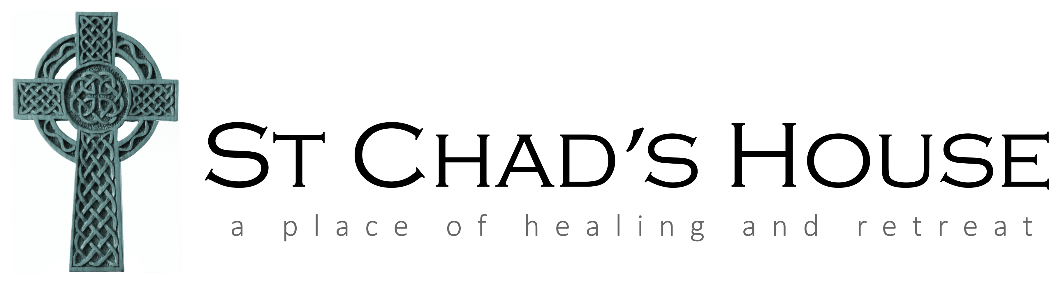 St Chad's House
a place of healing and retreat